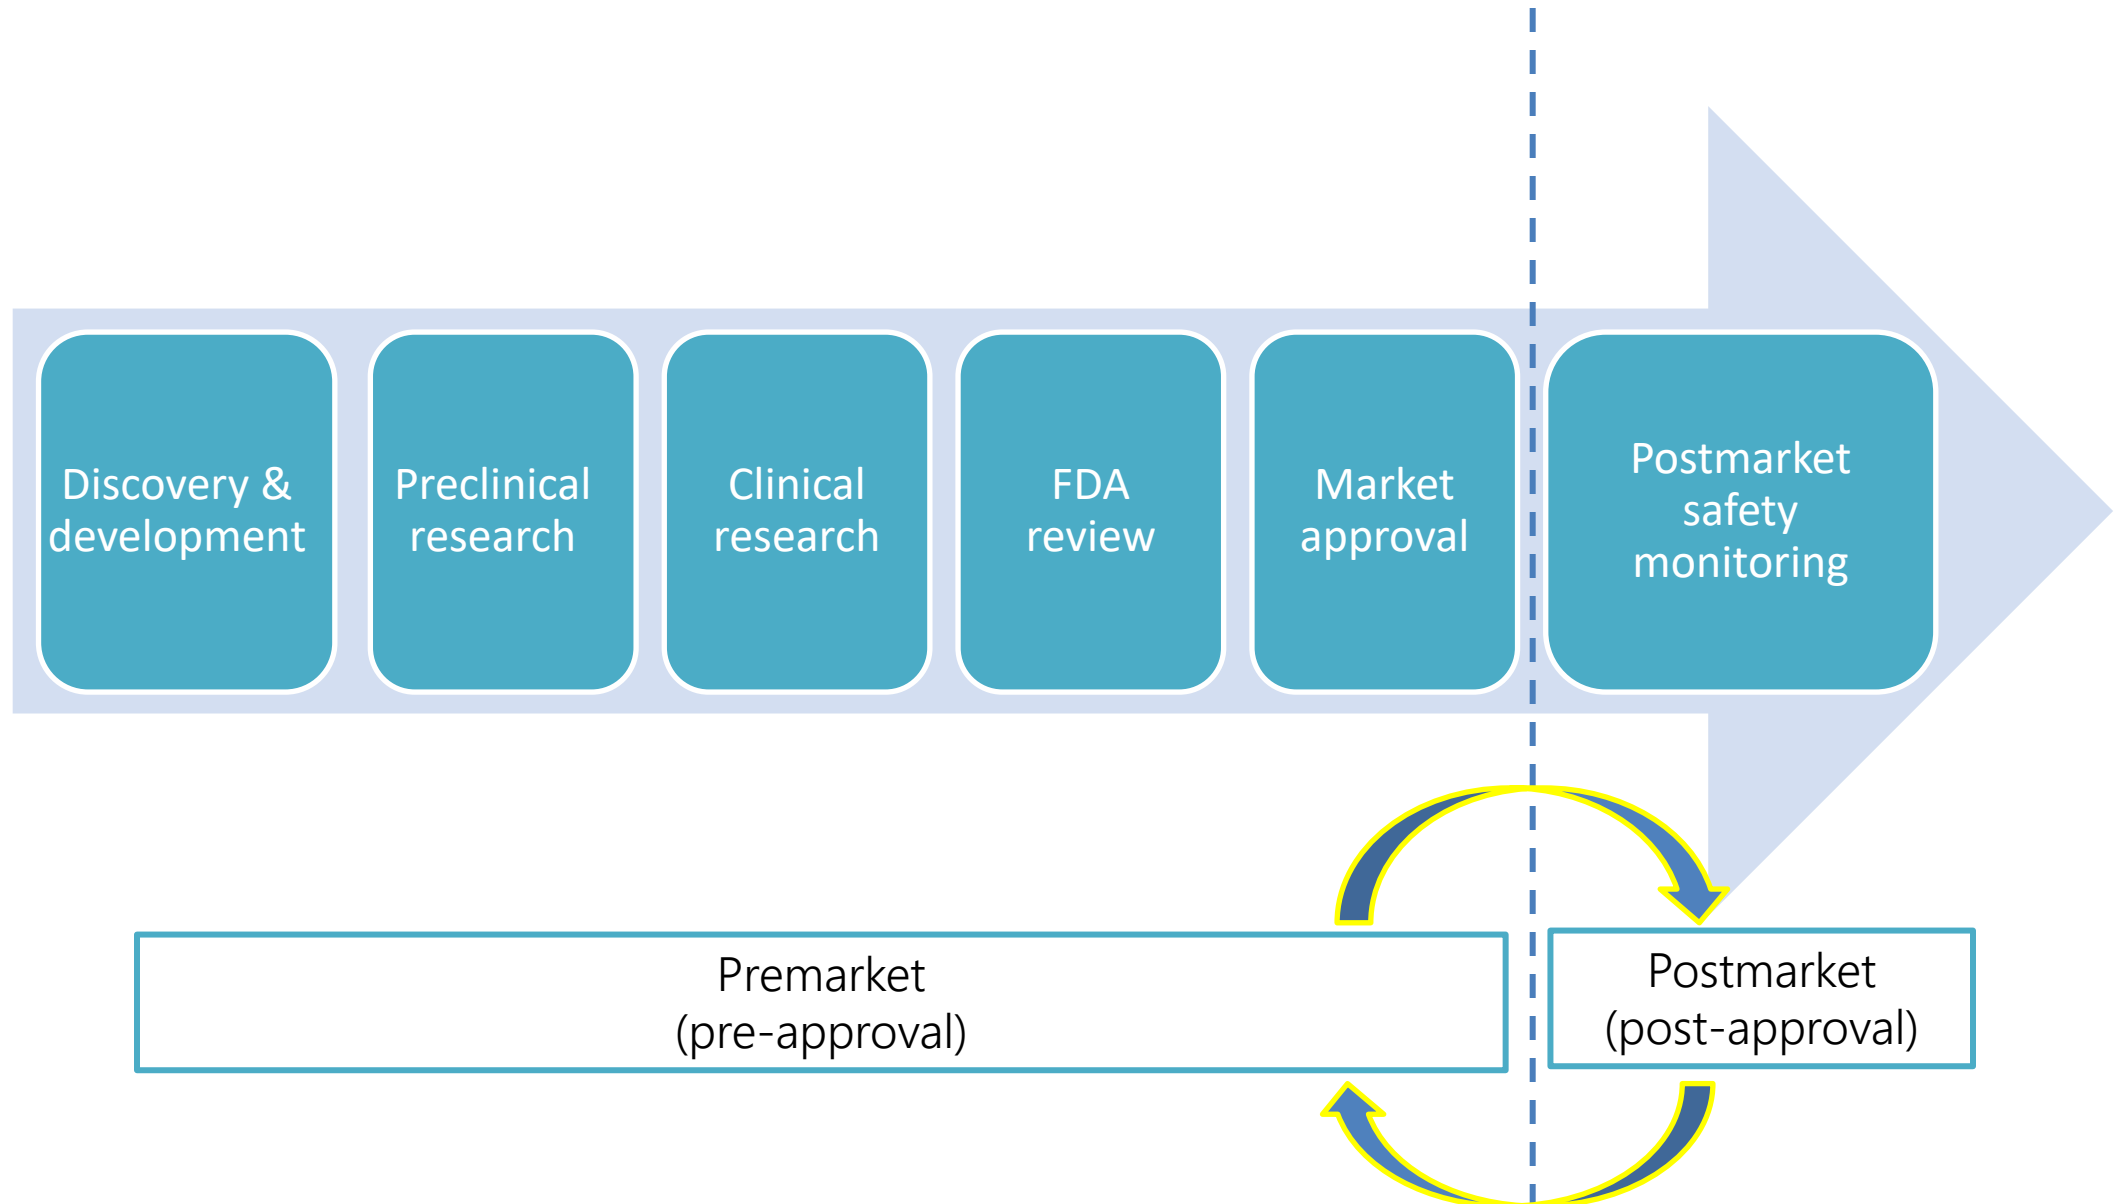 Discovery &
development
Preclinical
research
Clinical
research
FDA
review
Market
approval
Postmarket
safety
monitoring
Premarket
(pre-approval)
Postmarket
(post-approval)